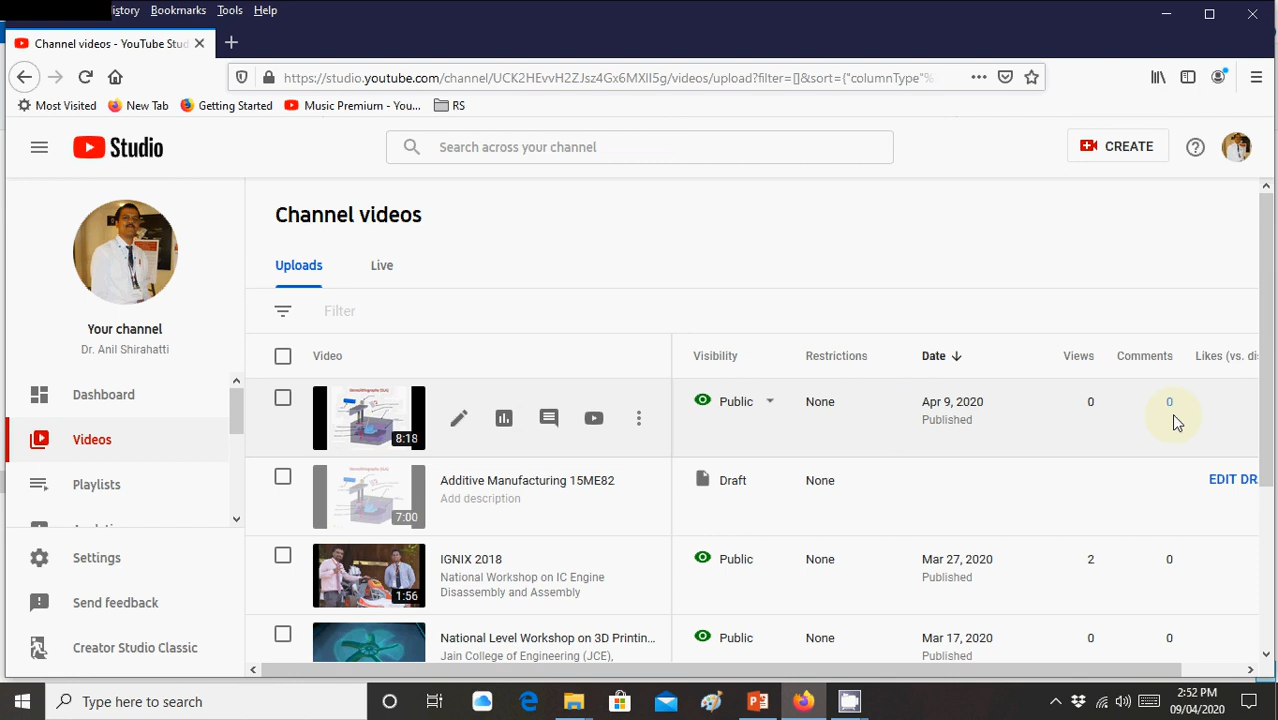 istory Bookmarks Tools Help
Channel videos - YouTube Stud
https://studio.youtube.com/channel/UCK2HEvvH2ZJsz4Gx6MXII5g/videos/upload?filter=[]&sort={"columnType"%
Most Visited New Tab Getting Started Music Premium - You... RS
Studio
Search across your channel
CREATE
Your channel
Dr. Anil Shirahatti
Dashboard
Videos
Playlists
Settings
Send feedback
Creator Studio Classic
Channel videos
Uploads Live
Filter
Video Visibility Restrictions Date Views Comments Likes (vs. dis
8:18 Public None Apr 9, 2020 0 0
Published
Additive Manufacturing 15ME82 Draft None EDIT DR
Add description
7:00
IGNIX 2018 Public None Mar 27, 2020 2 0
National Workshop on IC Engine Published
Disassembly and Assembly
1:56
National Level Workshop on 3D Printin... Public None Mar 17, 2020 0 0
Jain College of Engineering (JCE), Published
Type here to search
2:52 PM
09/04/2020